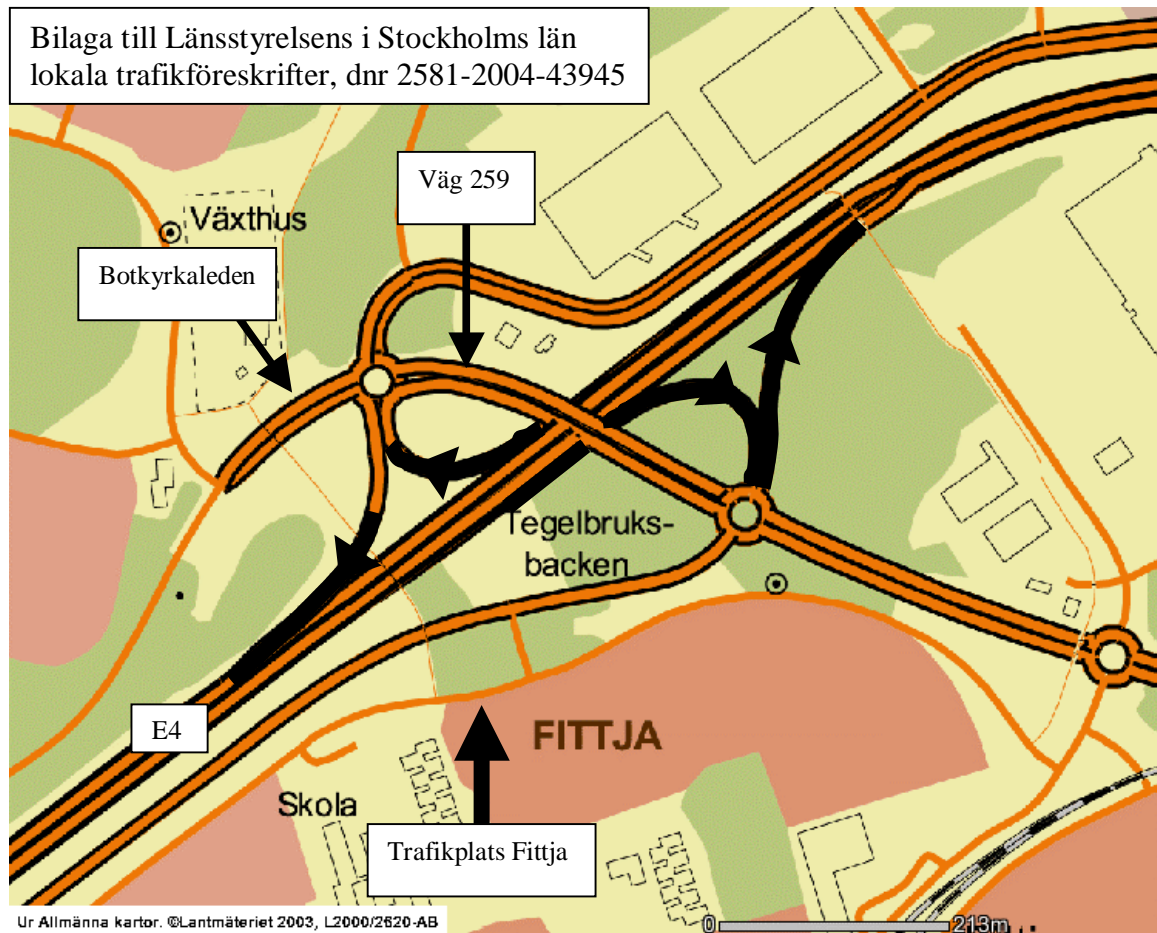 Bilaga till Länsstyrelsens i Stockholms län
lokala trafikföreskrifter, dnr 2581-2004-43945
Väg 259
Växthus
Botkyrkaleden
Tegelbruks-
backen
E4
FITTJA
Skola
Trafikplats Fittja
Ur Allmänna kartor. ©Lantmäteriet 2003, L2000/2620-AB
0 213m